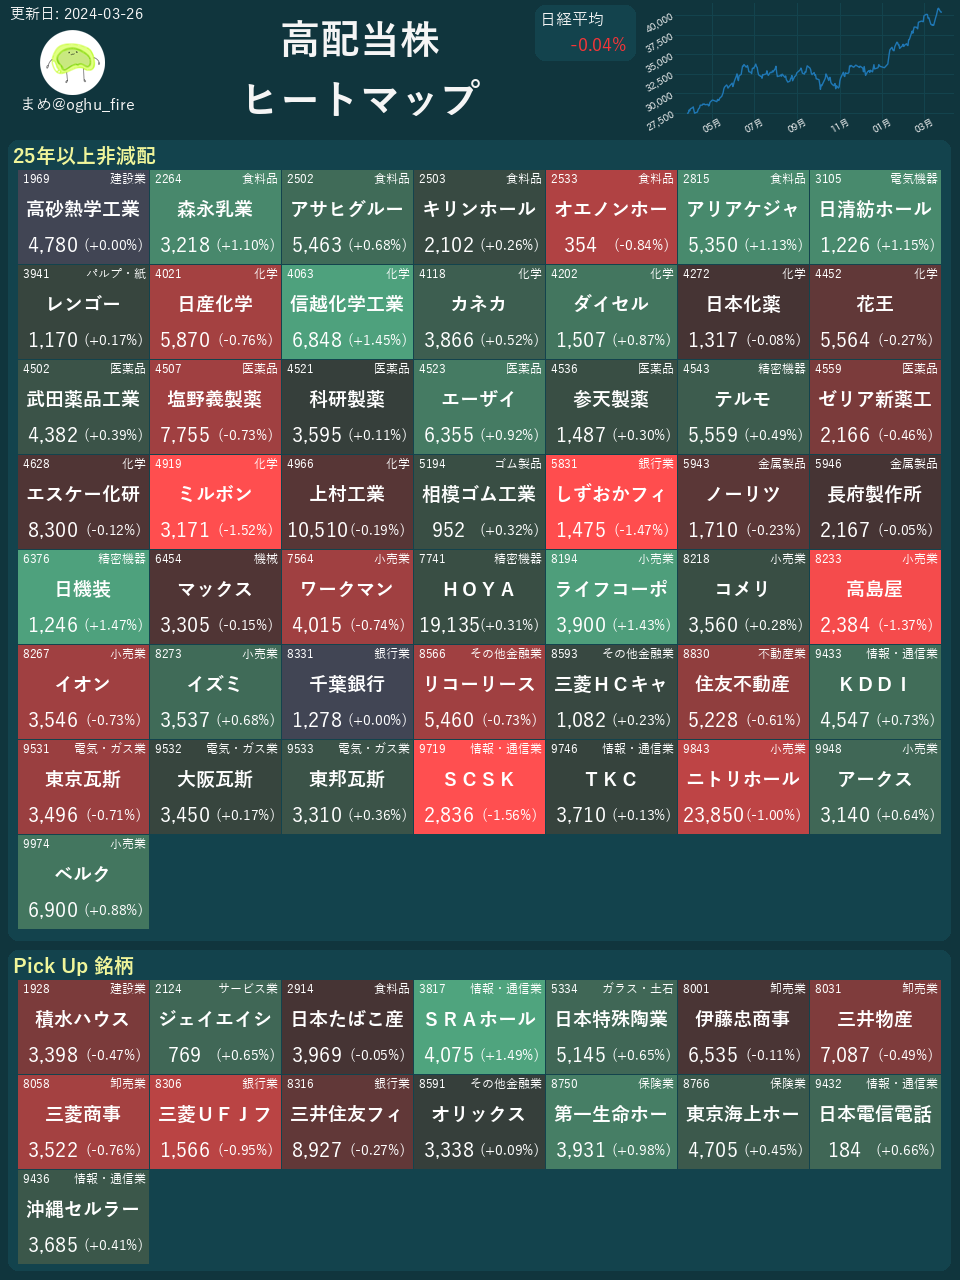 更新日: 2024-03-26
まめ@oghu_fire
高配当株
ヒートマップ
日経平均
-0.04%
40,000
37,500
35,000
32,500
30,000
27,500
05月 07月 09月 11月 01月 03月
25年以上非減配
1969 建設業 2264 食料品 2502 食料品 2503 食料品 2533 食料品 2815 食料品 3105 電気機器
高砂熱学工業 森永乳業 アサヒグルー キリンホール オエノンホー アリアケジャ 日清紡ホール
4,780 (+0.00%) 3,218 (+1.10%) 5,463 (+0.68%) 2,102 (+0.26%) 354 (-0.84%) 5,350 (+1.13%) 1,226 (+1.15%)
3941 パルプ・紙 4021 化学 4063 化学 4118 化学 4202 化学 4272 化学 4452 化学
レンゴー 日産化学 信越化学工業 カネカ ダイセル 日本化薬 花王
1,170 (+0.17%) 5,870 (-0.76%) 6,848 (+1.45%) 3,866 (+0.52%) 1,507 (+0.87%) 1,317 (-0.08%) 5,564 (-0.27%)
4502 医薬品 4507 医薬品 4521 医薬品 4523 医薬品 4536 医薬品 4543 精密機器 4559 医薬品
武田薬品工業 塩野義製薬 科研製薬 エーザイ 参天製薬 テルモ ゼリア新薬工
4,382 (+0.39%) 7,755 (-0.73%) 3,595 (+0.11%) 6,355 (+0.92%) 1,487 (+0.30%) 5,559 (+0.49%) 2,166 (-0.46%)
4628 化学 4919 化学 4966 化学 5194 ゴム製品 5831 銀行業 5943 金属製品 5946 金属製品
エスケー化研 ミルボン 上村工業 相模ゴム工業 しずおかフィ ノーリツ 長府製作所
8,300 (-0.12%) 3,171 (-1.52%) 10,510 (-0.19%) 952 (+0.32%) 1,475 (-1.47%) 1,710 (-0.23%) 2,167 (-0.05%)
6376 精密機器 6454 機械 7564 小売業 7741 精密機器 8194 小売業 8218 小売業 8233 小売業
日機装 マックス ワークマン ＨＯＹＡ ライフコーポ コメリ 高島屋
1,246 (+1.47%) 3,305 (-0.15%) 4,015 (-0.74%) 19,135 (+0.31%) 3,900 (+1.43%) 3,560 (+0.28%) 2,384 (-1.37%)
8267 小売業 8273 小売業 8331 銀行業 8566 その他金融業 8593 その他金融業 8830 不動産業 9433 情報・通信業
イオン イズミ 千葉銀行 リコーリース 三菱ＨＣキャ 住友不動産 ＫＤＤＩ
3,546 (-0.73%) 3,537 (+0.68%) 1,278 (+0.00%) 5,460 (-0.73%) 1,082 (+0.23%) 5,228 (-0.61%) 4,547 (+0.73%)
9531 電気・ガス業 9532 電気・ガス業 9533 電気・ガス業 9719 情報・通信業 9746 情報・通信業 9843 小売業 9948 小売業
東京瓦斯 大阪瓦斯 東邦瓦斯 ＳＣＳＫ ＴＫＣ ニトリホール アークス
3,496 (-0.71%) 3,450 (+0.17%) 3,310 (+0.36%) 2,836 (-1.56%) 3,710 (+0.13%) 23,850 (-1.00%) 3,140 (+0.64%)
9974 小売業
ベルク
6,900 (+0.88%)
Pick Up 銘柄
1928 建設業 2124 サービス業 2914 食料品 3817 情報・通信業 5334 ガラス・土石 8001 卸売業 8031 卸売業
積水ハウス ジェイエイシ 日本たばこ産 ＳＲＡホール 日本特殊陶業 伊藤忠商事 三井物産
3,398 (-0.47%) 769 (+0.65%) 3,969 (-0.05%) 4,075 (+1.49%) 5,145 (+0.65%) 6,535 (-0.11%) 7,087 (-0.49%)
8058 卸売業 8306 銀行業 8316 銀行業 8591 その他金融業 8750 保険業 8766 保険業 9432 情報・通信業
三菱商事 三菱ＵＦＪフ 三井住友フィ オリックス 第一生命ホー 東京海上ホー 日本電信電話
3,522 (-0.76%) 1,566 (-0.95%) 8,927 (-0.27%) 3,338 (+0.09%) 3,931 (+0.98%) 4,705 (+0.45%) 184 (+0.66%)
9436 情報・通信業
沖縄セルラー
3,685 (+0.41%)